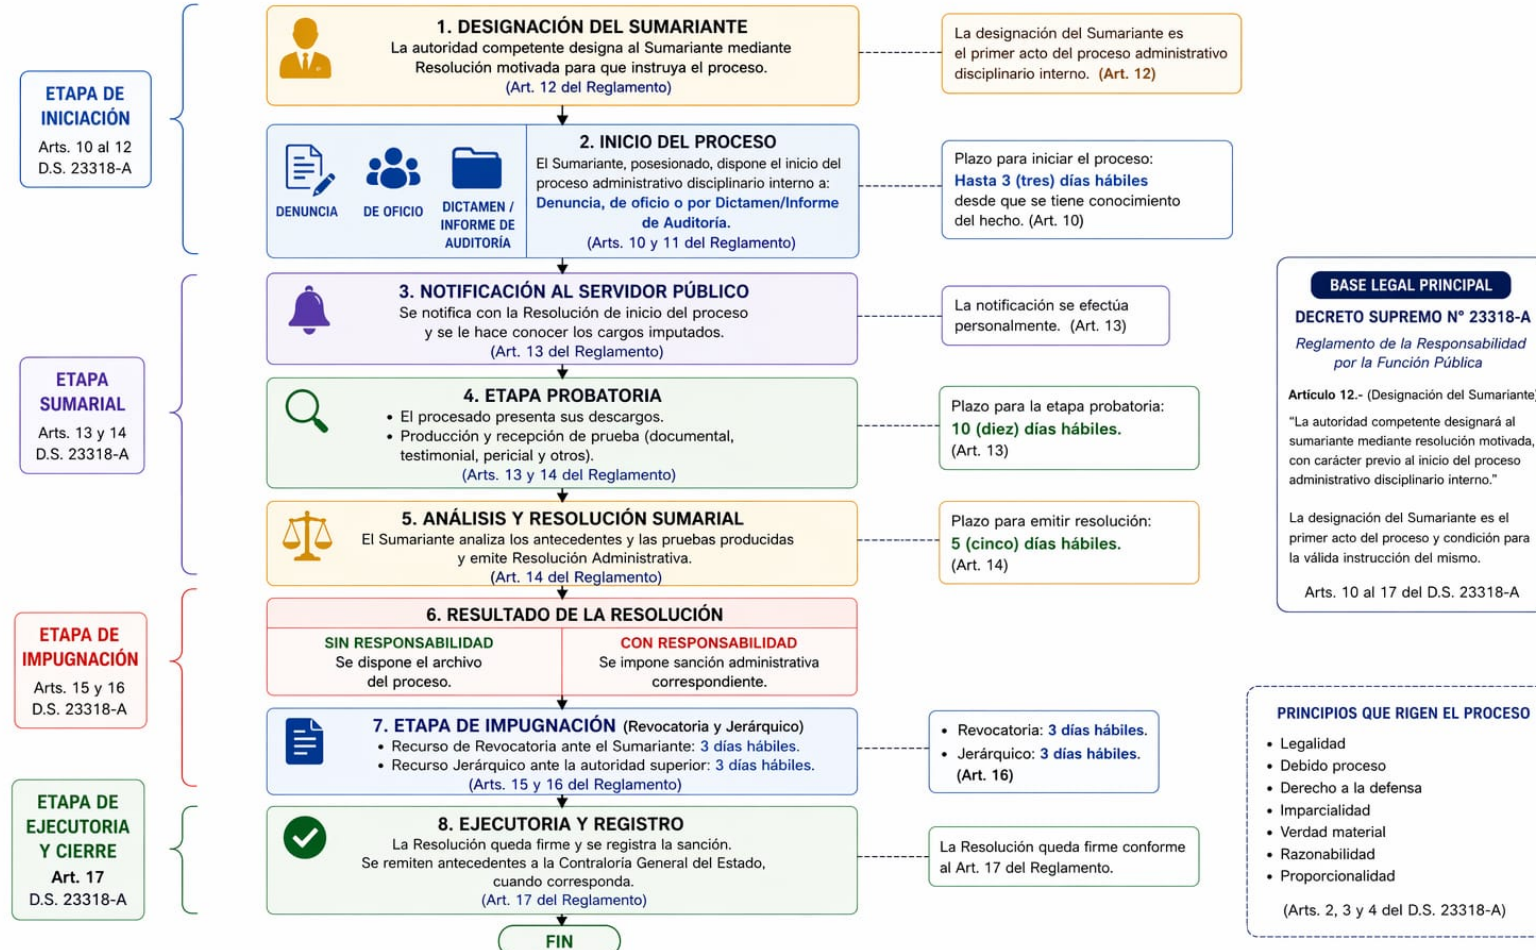 ETAPA DE
INICIACIÓN
Arts. 10 al 12
D.S. 23318-A
1. DESIGNACIÓN DEL SUMARIANTE
La autoridad competente designa al Sumariante mediante
Resolución motivada para que instruya el proceso.
(Art. 12 del Reglamento)
La designación del Sumariante es
el primer acto del proceso administrativo
disciplinario interno. (Art. 12)
DENUNCIA
DE OFICIO
DICTAMEN /
INFORME DE
AUDITORÍA
2. INICIO DEL PROCESO
El Sumariante, posesionado, dispone el inicio del
proceso administrativo disciplinario interno a:
Denuncia, de oficio o por Dictamen/Informe
de Auditoría.
(Arts. 10 y 11 del Reglamento)
Plazo para iniciar el proceso:
Hasta 3 (tres) días hábiles
desde que se tiene conocimiento
del hecho. (Art. 10)
ETAPA
SUMARIAL
Arts. 13 y 14
D.S. 23318-A
3. NOTIFICACIÓN AL SERVIDOR PÚBLICO
Se notifica con la Resolución de inicio del proceso
y se le hace conocer los cargos imputados.
(Art. 13 del Reglamento)
La notificación se efectúa
personalmente. (Art. 13)
4. ETAPA PROBATORIA
• El procesado presenta sus descargos.
• Producción y recepción de prueba (documental,
testimonial, pericial y otros).
(Arts. 13 y 14 del Reglamento)
Plazo para la etapa probatoria:
10 (diez) días hábiles.
(Art. 13)
5. ANÁLISIS Y RESOLUCIÓN SUMARIAL
El Sumariante analiza los antecedentes y las pruebas producidas
y emite Resolución Administrativa.
(Art. 14 del Reglamento)
Plazo para emitir resolución:
5 (cinco) días hábiles.
(Art. 14)
ETAPA DE
IMPUGNACIÓN
Arts. 15 y 16
D.S. 23318-A
6. RESULTADO DE LA RESOLUCIÓN
SIN RESPONSABILIDAD
Se dispone el archivo
del proceso.
CON RESPONSABILIDAD
Se impone sanción administrativa
correspondiente.
7. ETAPA DE IMPUGNACIÓN (Revocatoria y Jerárquico)
• Recurso de Revocatoria ante el Sumariante: 3 días hábiles.
• Recurso Jerárquico ante la autoridad superior: 3 días hábiles.
(Arts. 15 y 16 del Reglamento)
• Revocatoria: 3 días hábiles.
• Jerárquico: 3 días hábiles.
(Art. 16)
ETAPA DE
EJECUTORIA
Y CIERRE
Art. 17
D.S. 23318-A
8. EJECUTORIA Y REGISTRO
La Resolución queda firme y se registra la sanción.
Se remiten antecedentes a la Contraloría General del Estado,
cuando corresponda.
(Art. 17 del Reglamento)
La Resolución queda firme conforme
al Art. 17 del Reglamento.
FIN
BASE LEGAL PRINCIPAL
DECRETO SUPREMO N° 23318-A
Reglamento de la Responsabilidad
por la Función Pública
Artículo 12.- (Designación del Sumariante)
"La autoridad competente designará al
sumariante mediante resolución motivada,
con carácter previo al inicio del proceso
administrativo disciplinario interno."
La designación del Sumariante es el
primer acto del proceso y condición para
la válida instrucción del mismo.
Arts. 10 al 17 del D.S. 23318-A
PRINCIPIOS QUE RIGEN EL PROCESO
• Legalidad
• Debido proceso
• Derecho a la defensa
• Imparcialidad
• Verdad material
• Razonabilidad
• Proporcionalidad
(Arts. 2, 3 y 4 del D.S. 23318-A)